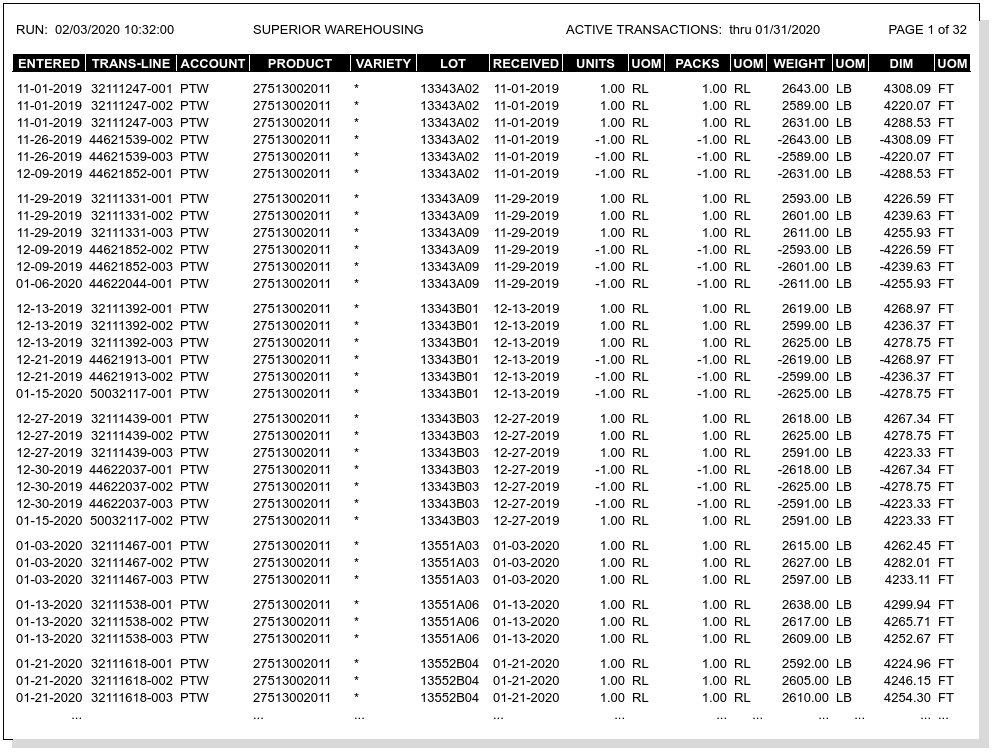 RUN: 02/03/2020 10:32:00 SUPERIOR WAREHOUSING ACTIVE TRANSACTIONS: thru 01/31/2020 PAGE 1 of 32
ENTERED TRANS-LINE ACCOUNT PRODUCT VARIETY LOT RECEIVED UNITS UOM PACKS UOM WEIGHT UOM DIM UOM
11-01-2019 32111247-001 PTW 27513002011 * 13343A02 11-01-2019 1.00 RL 1.00 RL 2643.00 LB 4308.09 FT
11-01-2019 32111247-002 PTW 27513002011 * 13343A02 11-01-2019 1.00 RL 1.00 RL 2589.00 LB 4220.07 FT
11-01-2019 32111247-003 PTW 27513002011 * 13343A02 11-01-2019 1.00 RL 1.00 RL 2631.00 LB 4288.53 FT
11-26-2019 44621539-002 PTW 27513002011 * 13343A02 11-01-2019 -1.00 RL -1.00 RL -2643.00 LB -4308.09 FT
11-26-2019 44621539-003 PTW 27513002011 * 13343A02 11-01-2019 -1.00 RL -1.00 RL -2589.00 LB -4220.07 FT
12-09-2019 44621852-001 PTW 27513002011 * 13343A02 11-01-2019 -1.00 RL -1.00 RL -2631.00 LB -4288.53 FT
11-29-2019 32111331-001 PTW 27513002011 * 13343A09 11-29-2019 1.00 RL 1.00 RL 2593.00 LB 4226.59 FT
11-29-2019 32111331-002 PTW 27513002011 * 13343A09 11-29-2019 1.00 RL 1.00 RL 2601.00 LB 4239.63 FT
11-29-2019 32111331-003 PTW 27513002011 * 13343A09 11-29-2019 1.00 RL 1.00 RL 2611.00 LB 4255.93 FT
12-09-2019 44621852-002 PTW 27513002011 * 13343A09 11-29-2019 -1.00 RL -1.00 RL -2593.00 LB -4226.59 FT
12-09-2019 44621852-003 PTW 27513002011 * 13343A09 11-29-2019 -1.00 RL -1.00 RL -2601.00 LB -4239.63 FT
01-06-2020 44622044-001 PTW 27513002011 * 13343A09 11-29-2019 -1.00 RL -1.00 RL -2611.00 LB -4255.93 FT
12-13-2019 32111392-001 PTW 27513002011 * 13343B01 12-13-2019 1.00 RL 1.00 RL 2619.00 LB 4268.97 FT
12-13-2019 32111392-002 PTW 27513002011 * 13343B01 12-13-2019 1.00 RL 1.00 RL 2599.00 LB 4236.37 FT
12-13-2019 32111392-003 PTW 27513002011 * 13343B01 12-13-2019 1.00 RL 1.00 RL 2625.00 LB 4278.75 FT
12-21-2019 44621913-001 PTW 27513002011 * 13343B01 12-13-2019 -1.00 RL -1.00 RL -2619.00 LB -4268.97 FT
12-21-2019 44621913-002 PTW 27513002011 * 13343B01 12-13-2019 -1.00 RL -1.00 RL -2599.00 LB -4236.37 FT
01-15-2020 50032117-001 PTW 27513002011 * 13343B01 12-13-2019 -1.00 RL -1.00 RL -2625.00 LB -4278.75 FT
12-27-2019 32111439-001 PTW 27513002011 * 13343B03 12-27-2019 1.00 RL 1.00 RL 2618.00 LB 4267.34 FT
12-27-2019 32111439-002 PTW 27513002011 * 13343B03 12-27-2019 1.00 RL 1.00 RL 2625.00 LB 4278.75 FT
12-27-2019 32111439-003 PTW 27513002011 * 13343B03 12-27-2019 1.00 RL 1.00 RL 2591.00 LB 4223.33 FT
12-30-2019 44622037-001 PTW 27513002011 * 13343B03 12-27-2019 -1.00 RL -1.00 RL -2618.00 LB -4267.34 FT
12-30-2019 44622037-002 PTW 27513002011 * 13343B03 12-27-2019 -1.00 RL -1.00 RL -2625.00 LB -4278.75 FT
12-30-2019 44622037-003 PTW 27513002011 * 13343B03 12-27-2019 -1.00 RL -1.00 RL -2591.00 LB -4223.33 FT
01-15-2020 50032117-002 PTW 27513002011 * 13343B03 12-27-2019 1.00 RL 1.00 RL 2591.00 LB 4223.33 FT
01-03-2020 32111467-001 PTW 27513002011 * 13551A03 01-03-2020 1.00 RL 1.00 RL 2615.00 LB 4262.45 FT
01-03-2020 32111467-002 PTW 27513002011 * 13551A03 01-03-2020 1.00 RL 1.00 RL 2627.00 LB 4282.01 FT
01-03-2020 32111467-003 PTW 27513002011 * 13551A03 01-03-2020 1.00 RL 1.00 RL 2597.00 LB 4233.11 FT
01-13-2020 32111538-001 PTW 27513002011 * 13551A06 01-13-2020 1.00 RL 1.00 RL 2638.00 LB 4299.94 FT
01-13-2020 32111538-002 PTW 27513002011 * 13551A06 01-13-2020 1.00 RL 1.00 RL 2617.00 LB 4265.71 FT
01-13-2020 32111538-003 PTW 27513002011 * 13551A06 01-13-2020 1.00 RL 1.00 RL 2609.00 LB 4252.67 FT
01-21-2020 32111618-001 PTW 27513002011 * 13552B04 01-21-2020 1.00 RL 1.00 RL 2592.00 LB 4224.96 FT
01-21-2020 32111618-002 PTW 27513002011 * 13552B04 01-21-2020 1.00 RL 1.00 RL 2605.00 LB 4246.15 FT
01-21-2020 32111618-003 PTW 27513002011 * 13552B04 01-21-2020 1.00 RL 1.00 RL 2610.00 LB 4254.30 FT
... ... ... ... ... ... ... ... ... ... ...